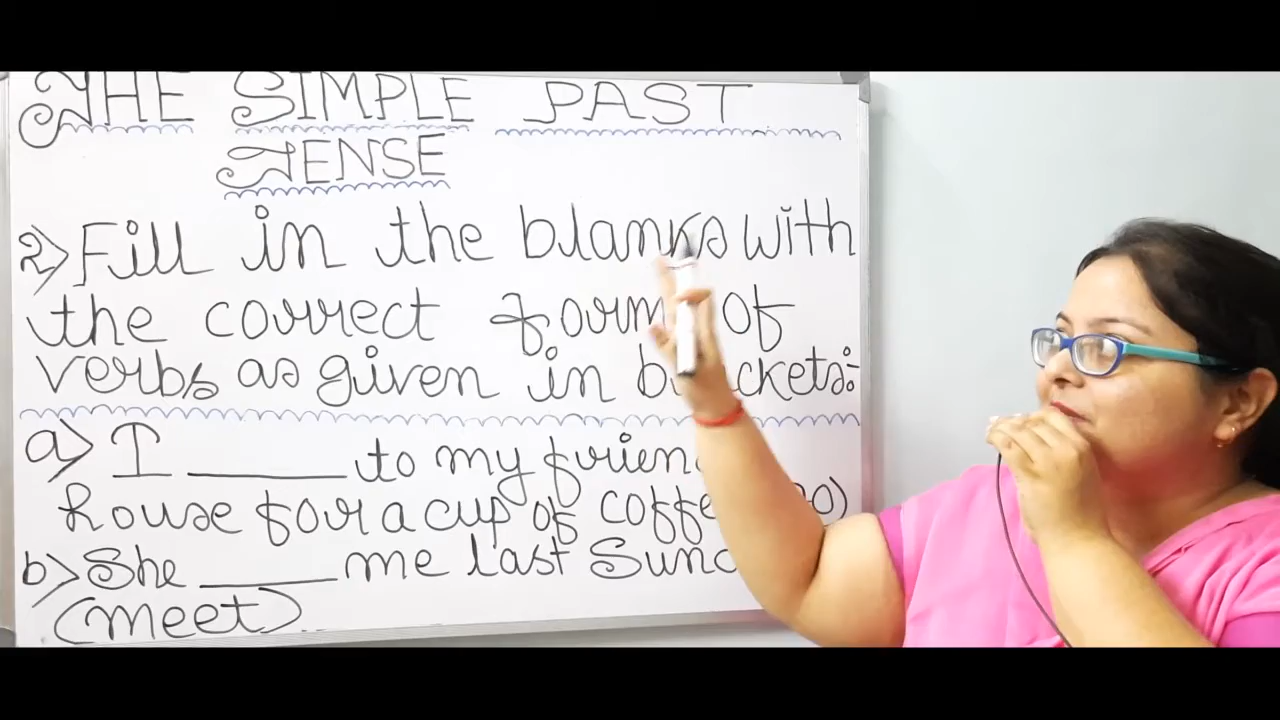 THE SIMPLE PAST
TENSE
2) Fill in the blanks with
the correct form of
verbs as given in brackets:-
a) I ______ to my
house for a cup of
b) She ______ me last
(meet)